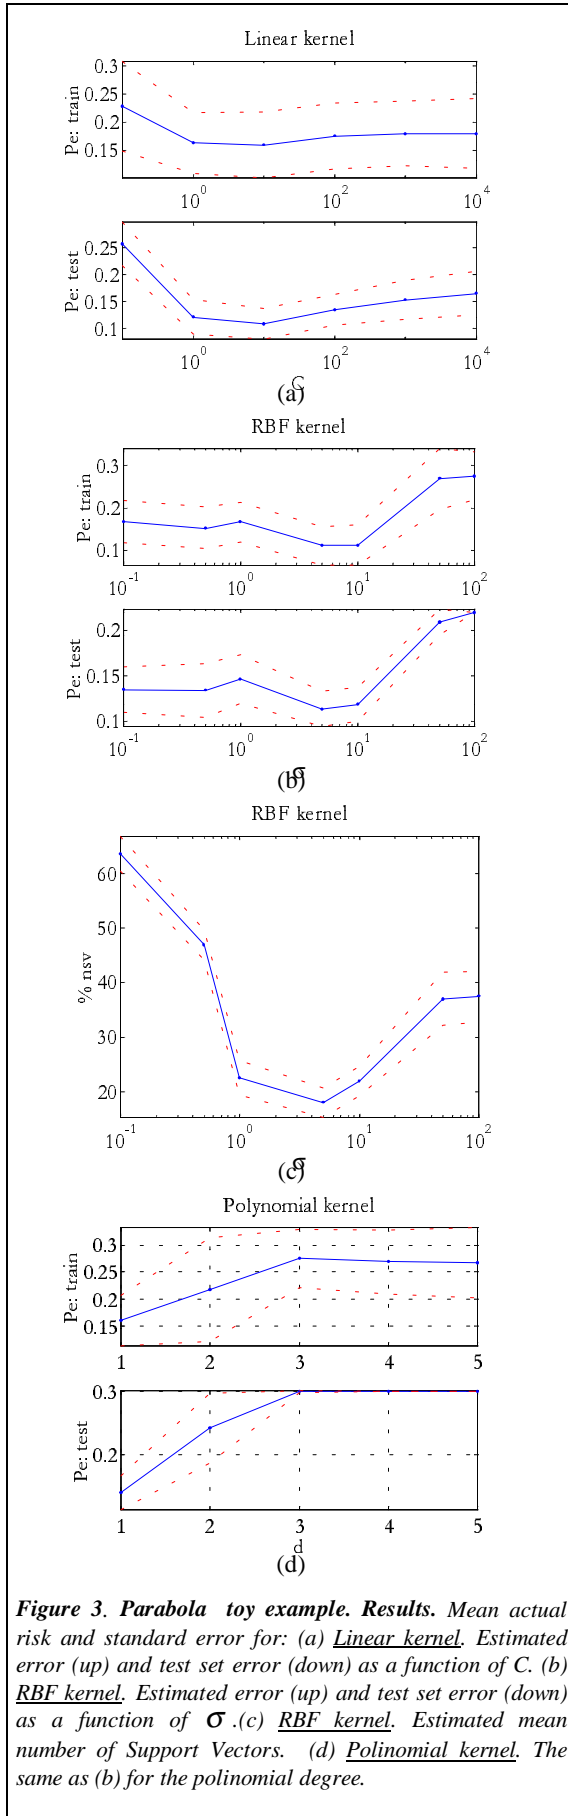 Linear kernel
Pe: train
0.3
0.25
0.2
0.15
10^0
10^2
10^4
Pe: test
0.25
0.2
0.15
0.1
10^0
10^2
10^4
C
(a)
RBF kernel
Pe: train
0.3
0.2
0.1
10^-1
10^0
10^1
10^2
Pe: test
0.2
0.15
0.1
10^-1
10^0
10^1
10^2
σ
(b)
RBF kernel
% nsv
60
50
40
30
20
10^-1
10^0
10^1
10^2
σ
(c)
Polynomial kernel
Pe: train
0.3
0.25
0.2
0.15
1 2 3 4 5
Pe: test
0.3
0.2
1 2 3 4 5
d
(d)
Figure 3. Parabola toy example. Results. Mean actual
risk and standard error for: (a) Linear kernel. Estimated
error (up) and test set error (down) as a function of C. (b)
RBF kernel. Estimated error (up) and test set error (down)
as a function of σ .(c) RBF kernel. Estimated mean
number of Support Vectors. (d) Polinomial kernel. The
same as (b) for the polinomial degree.